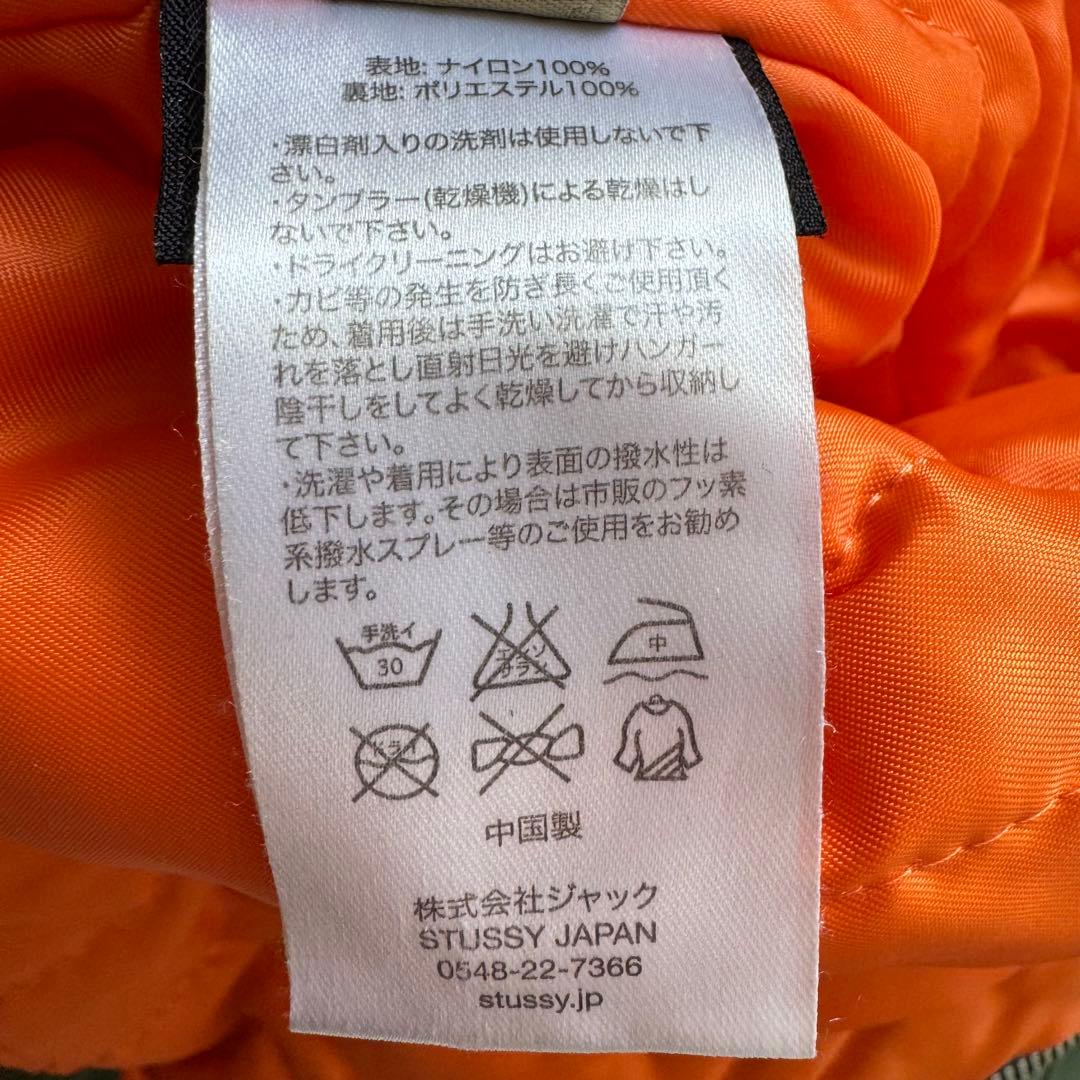 表地: ナイロン100%
裏地: ポリエステル100%
・漂白剤入りの洗剤は使用しないで下
さい。
・タンブラー(乾燥機)による乾燥はし
ないで下さい。
・ドライクリーニングはお避け下さい。
・カビ等の発生を防ぎ長くご使用頂く
ため、着用後は手洗い洗濯で汗や汚
れを落とし直射日光を避けハンガー
陰干しをしてよく乾燥してから収納し
て下さい。
・洗濯や着用により表面の撥水性は
低下します。その場合は市販のフッ素
系撥水スプレー等のご使用をお勧め
します。
手洗イ
30
エンソ
サラシ
中
ドライ
中国製
株式会社ジャック
STUSSY JAPAN
0548-22-7366
stussy.jp